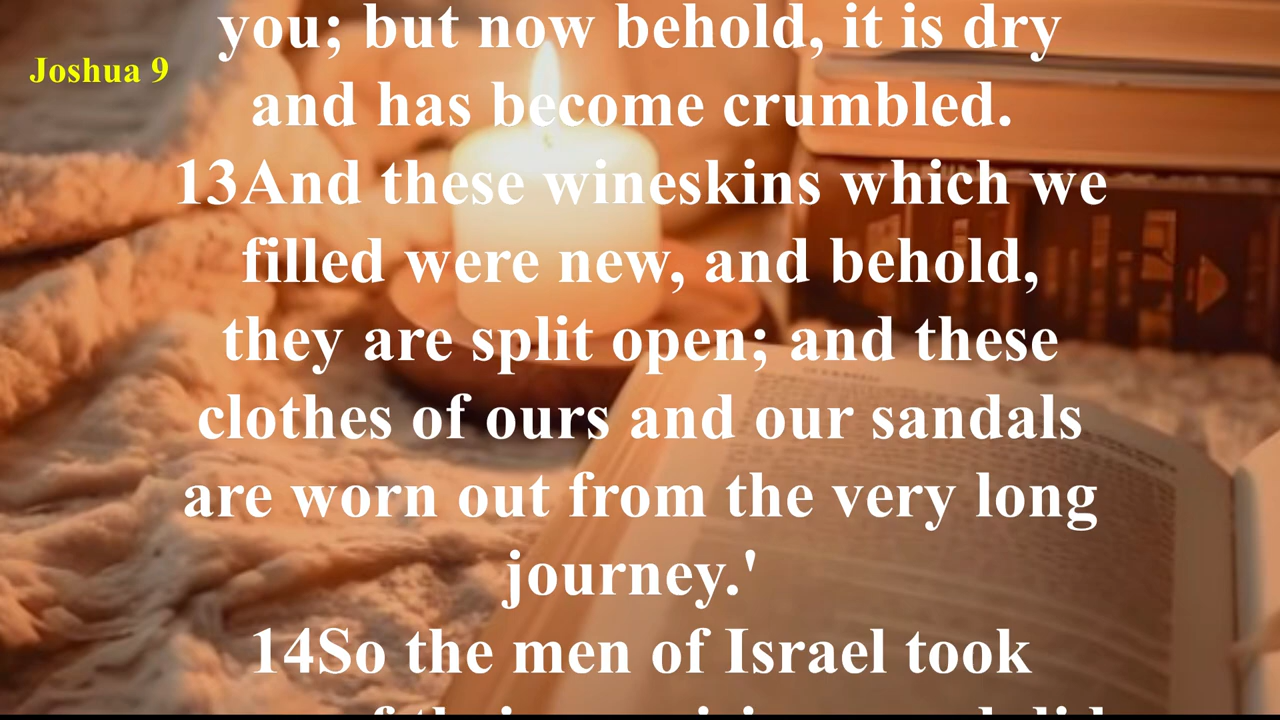 Joshua 9
you; but now behold, it is dry
and has become crumbled.
13And these wineskins which we
filled were new, and behold,
they are split open; and these
clothes of ours and our sandals
are worn out from the very long
journey.'
14So the men of Israel took